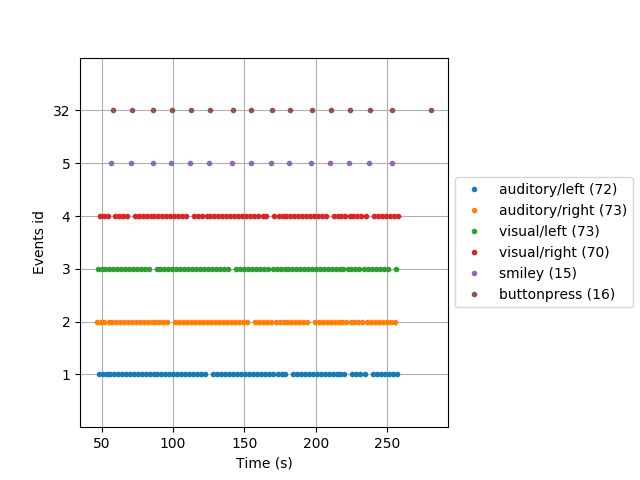 32
5
4
3
2
1
Events id
50 100 150 200 250
Time (s)
auditory/left (72)
auditory/right (73)
visual/left (73)
visual/right (70)
smiley (15)
buttonpress (16)